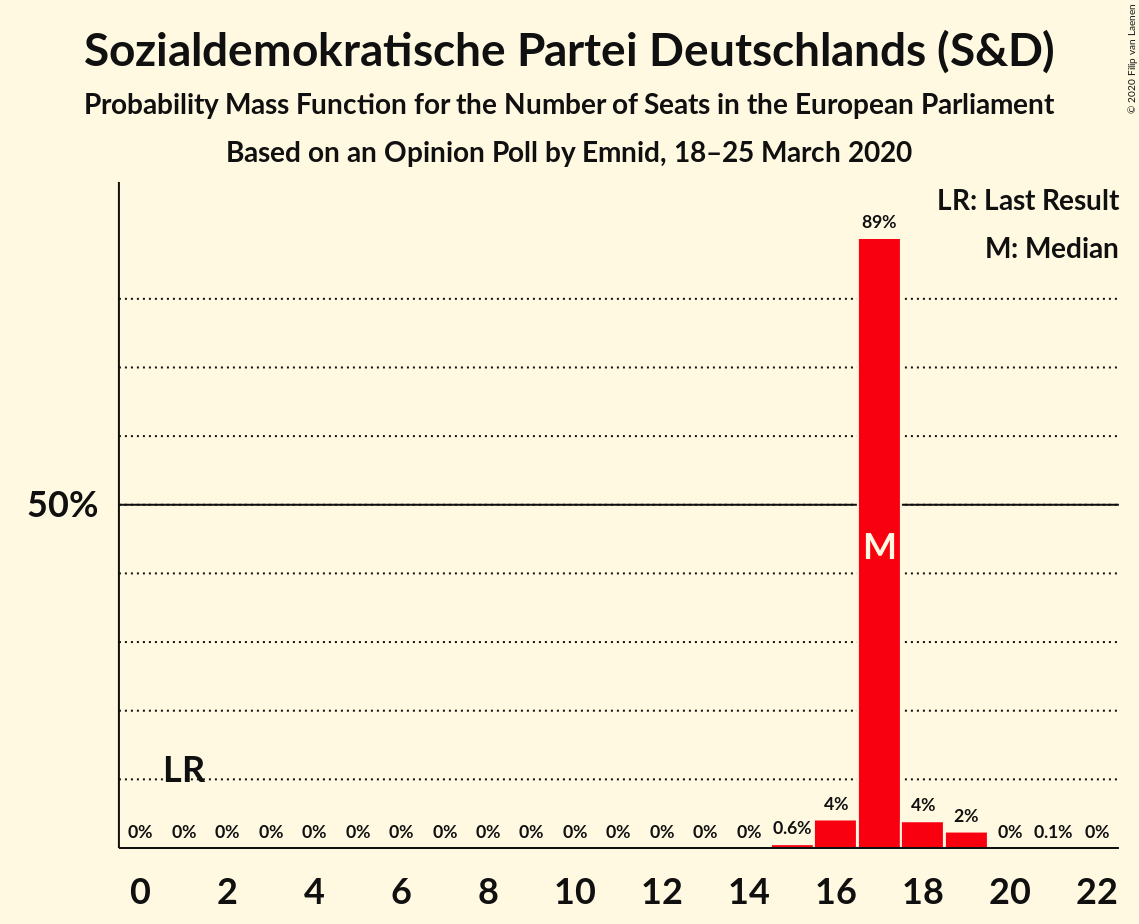 Sozialdemokratische Partei Deutschlands (S&D)
Probability Mass Function for the Number of Seats in the European Parliament
Based on an Opinion Poll by Emnid, 18–25 March 2020
© 2020 Filip van Laenen
LR: Last Result
M: Median
89%
50%
M
LR
0% 0% 0% 0% 0% 0% 0% 0% 0% 0% 0% 0% 0% 0% 0% 0.6% 4% 4% 2% 0% 0.1% 0%
0 2 4 6 8 10 12 14 16 18 20 22